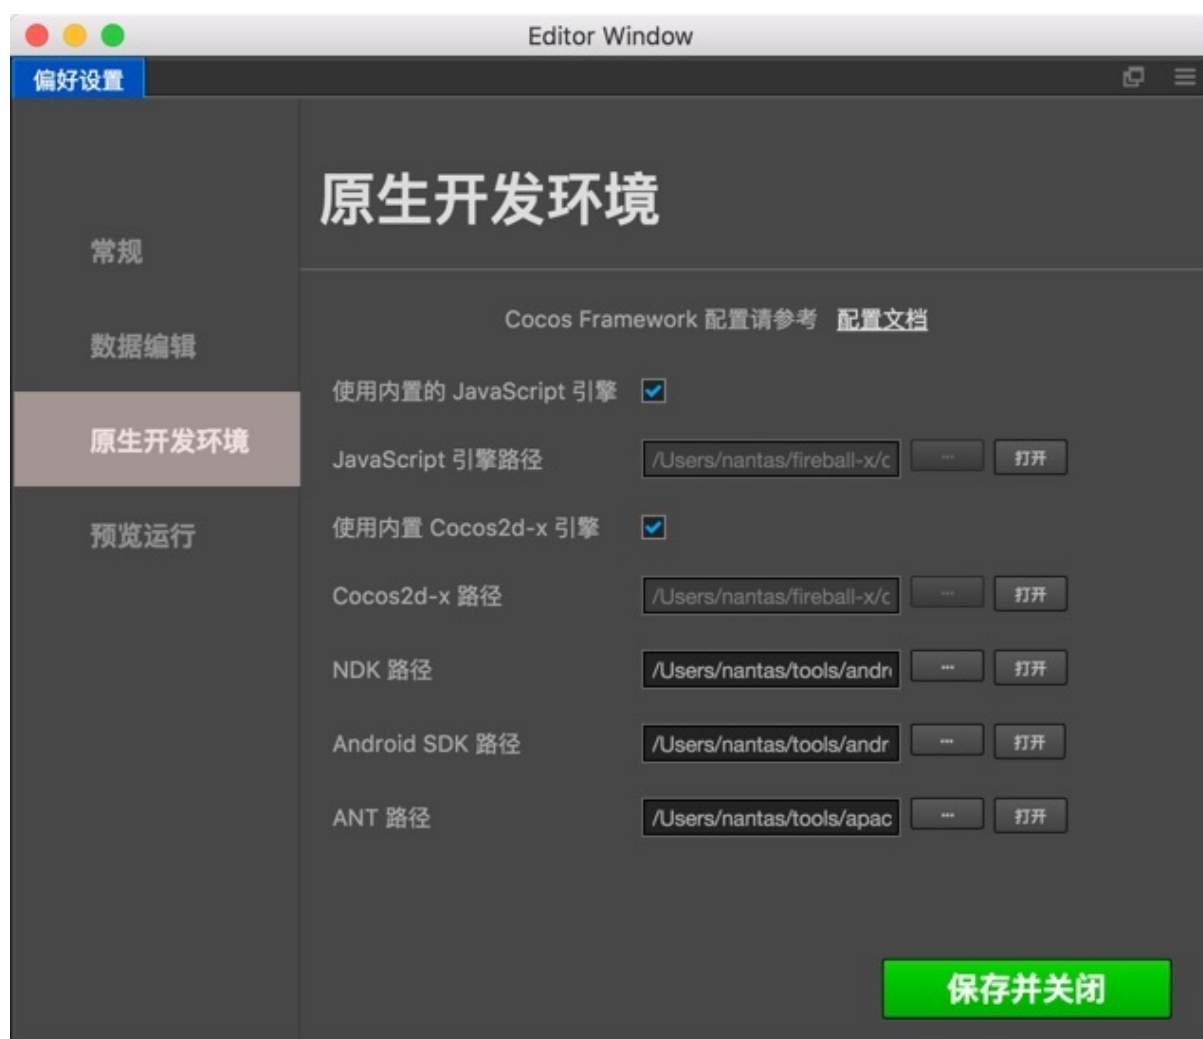 Editor Window
偏好设置
常规
数据编辑
原生开发环境
预览运行
原生开发环境
Cocos Framework 配置请参考 配置文档
使用内置的 JavaScript 引擎
JavaScript 引擎路径 /Users/nantas/fireball-x/c ... 打开
使用内置 Cocos2d-x 引擎
Cocos2d-x 路径 /Users/nantas/fireball-x/c ... 打开
NDK 路径 /Users/nantas/tools/andr ... 打开
Android SDK 路径 /Users/nantas/tools/andr ... 打开
ANT 路径 /Users/nantas/tools/apac ... 打开
保存并关闭